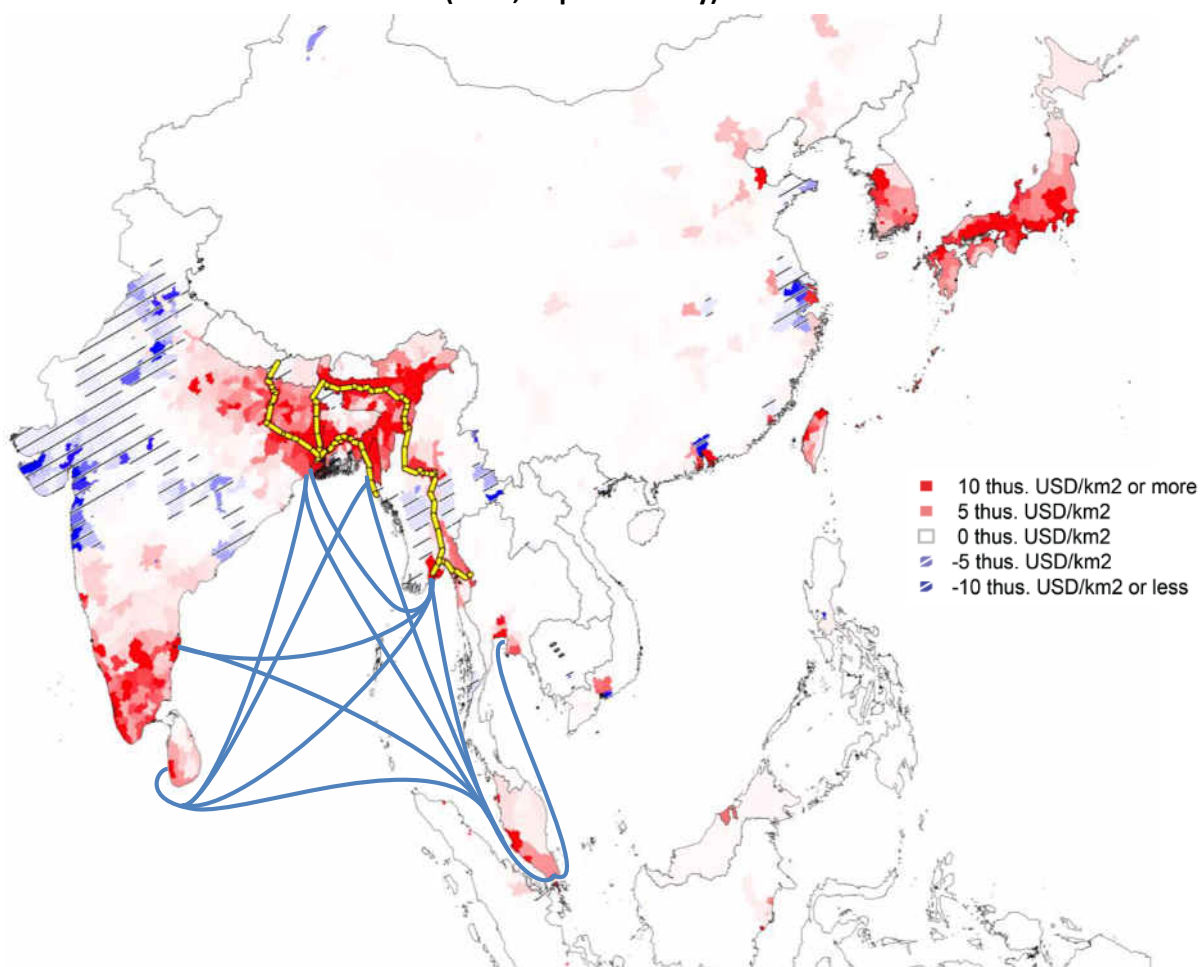 10 thus. USD/km2 or more
5 thus. USD/km2
0 thus. USD/km2
-5 thus. USD/km2
-10 thus. USD/km2 or less